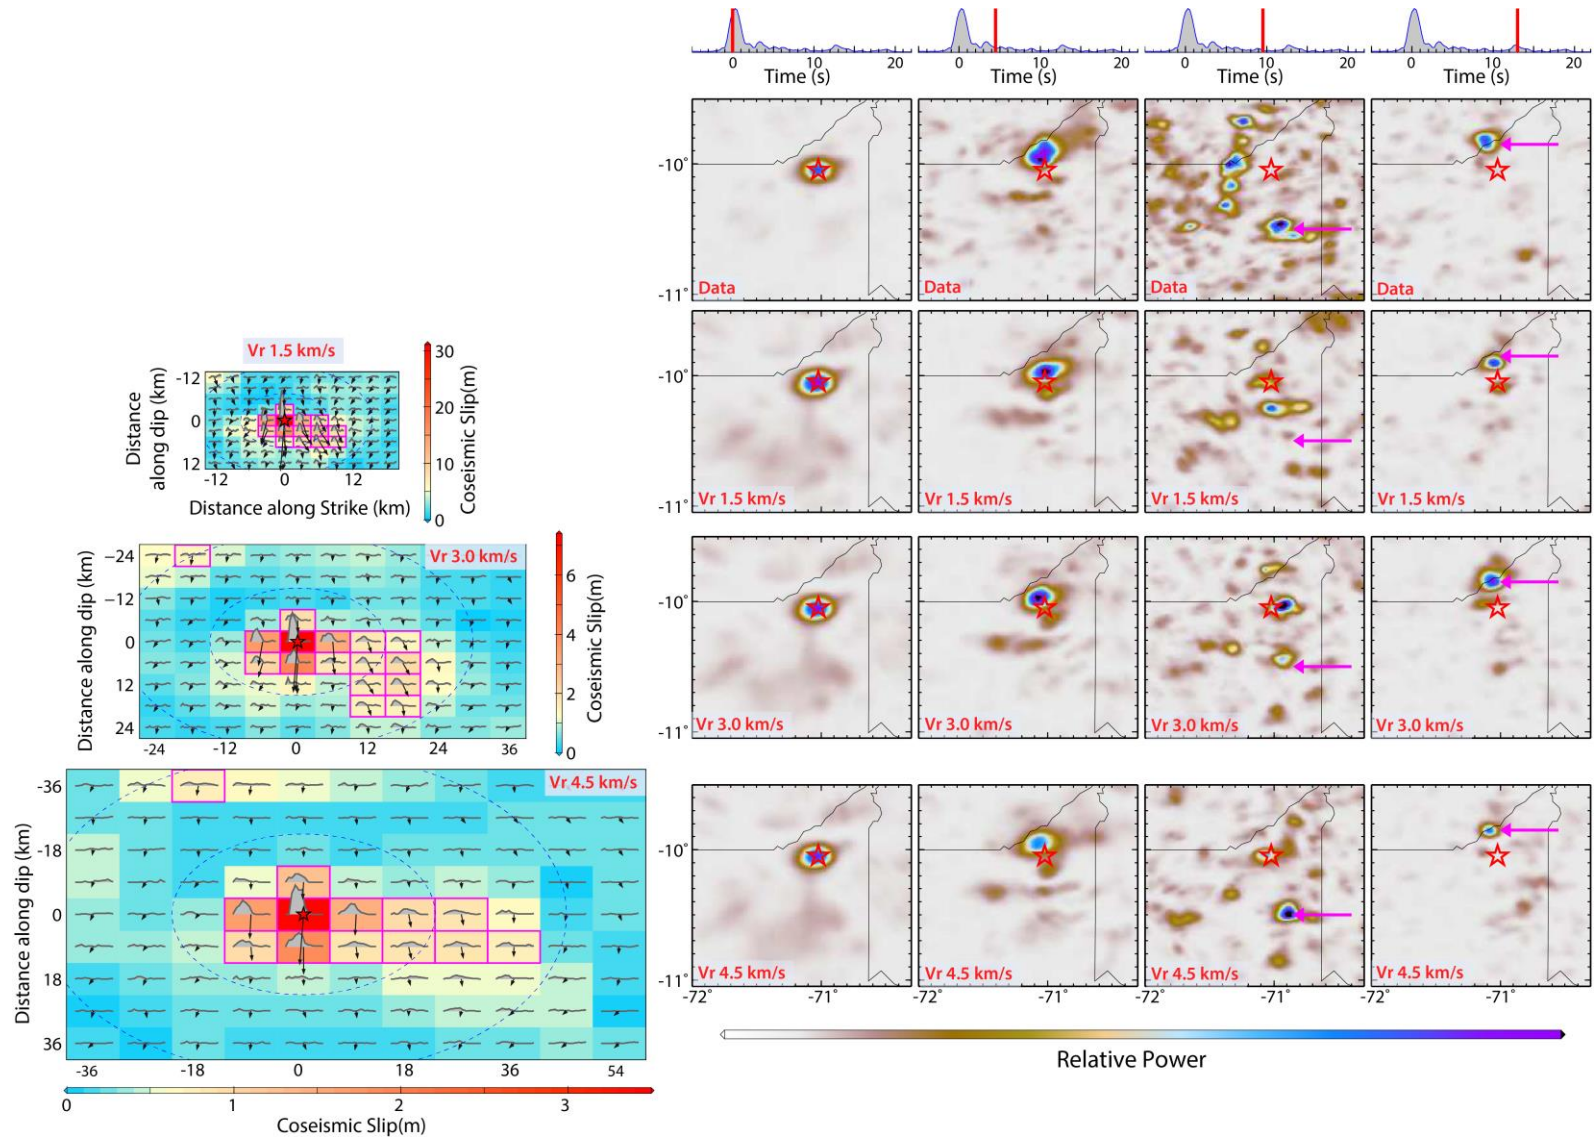 0 10 20
Time (s)
0 10 20
Time (s)
0 10 20
Time (s)
0 10 20
Time (s)
-10°
-11°
Data
Data
Data
Data
-10°
-11°
Vr 1.5 km/s
Vr 1.5 km/s
Vr 1.5 km/s
Vr 1.5 km/s
-10°
-11°
Vr 3.0 km/s
Vr 3.0 km/s
Vr 3.0 km/s
Vr 3.0 km/s
-10°
-11°
Vr 4.5 km/s
Vr 4.5 km/s
Vr 4.5 km/s
Vr 4.5 km/s
-72° -71°
-72° -71°
-72° -71°
-72° -71°
Relative Power
Vr 1.5 km/s
Distance
along dip (km)
-12
0
12
-12 0 12
Distance along Strike (km)
30
20
10
0
Coseismic Slip(m)
Vr 3.0 km/s
Distance along dip (km)
−24
−12
0
12
24
-24 -12 0 12 24 36
6
4
2
0
Coseismic Slip(m)
Vr 4.5 km/s
Distance along dip (km)
-36
-18
0
18
36
-36 -18 0 18 36 54
0 1 2 3
Coseismic Slip(m)